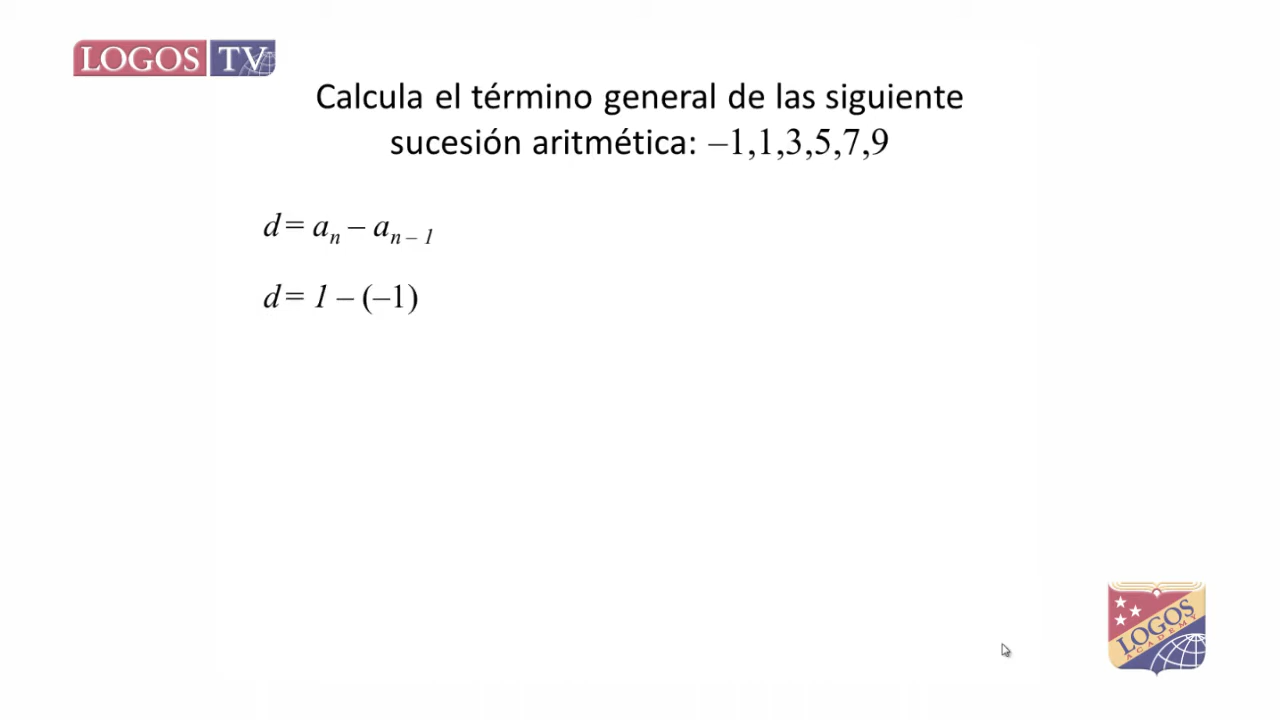 LOGOS TV
Calcula el término general de las siguiente
sucesión aritmética: –1,1,3,5,7,9
d = aₙ – aₙ ₋ ₁
d = 1 – (–1)
LOGOS
ACADEMY